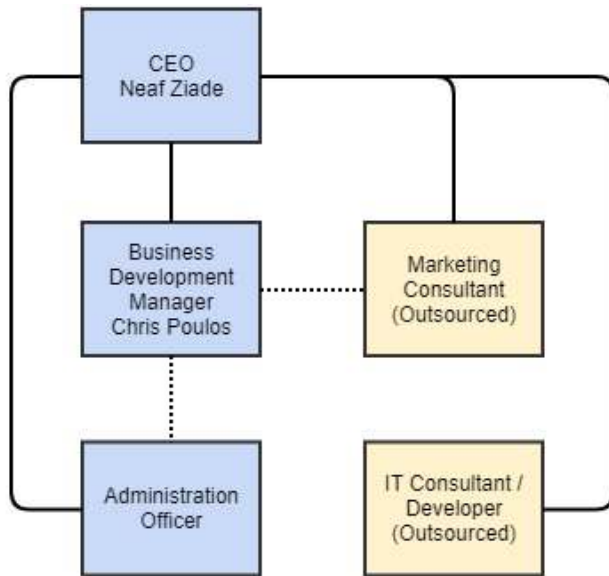 CEO
Neaf Ziade
Business
Development
Manager
Chris Poulos
Marketing
Consultant
(Outsourced)
Administration
Officer
IT Consultant /
Developer
(Outsourced)